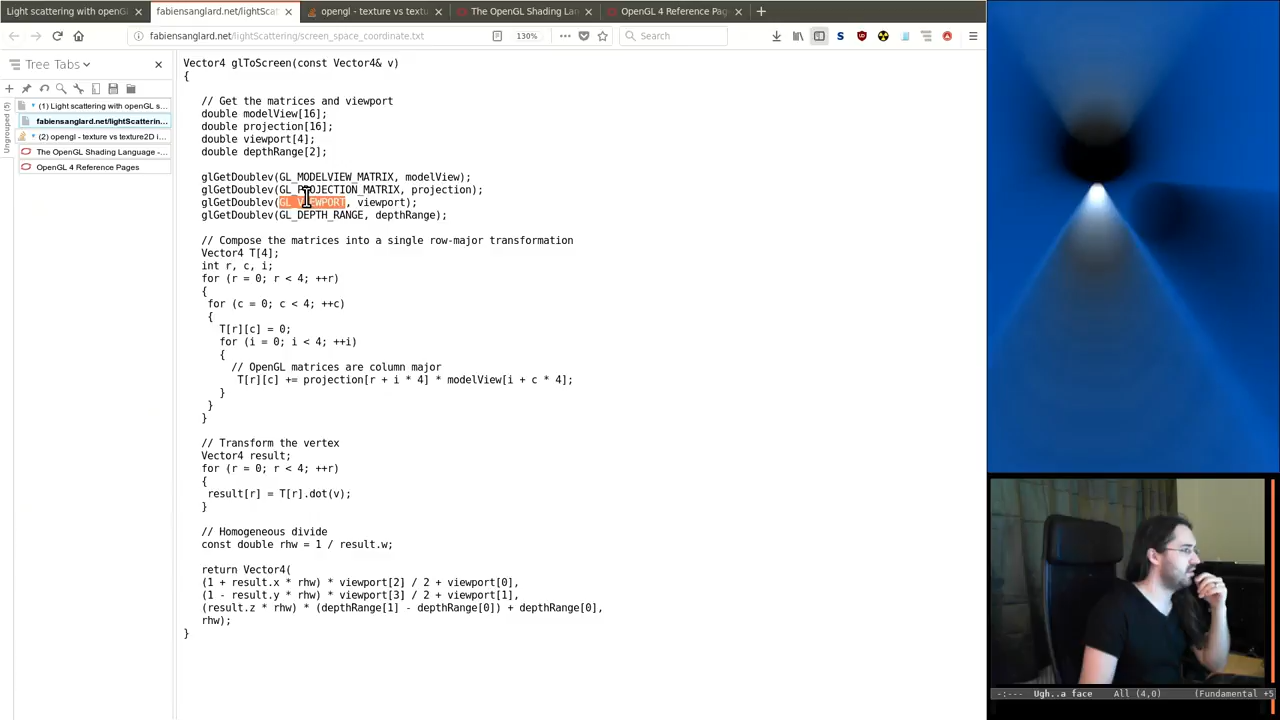 Light scattering with openGl
fabiensanglard.net/lightScat
opengl - texture vs textu
The OpenGL Shading Lan
OpenGL 4 Reference Page
fabiensanglard.net/lightScattering/screen_space_coordinate.txt
130%
Search
Tree Tabs
(1) Light scattering with openGL s...
fabiensanglard.net/lightScatterin...
(2) opengl - texture vs texture2D i...
The OpenGL Shading Language -...
OpenGL 4 Reference Pages
Ungrouped (5)
Vector4 glToScreen(const Vector4& v)
{
// Get the matrices and viewport
double modelView[16];
double projection[16];
double viewport[4];
double depthRange[2];
glGetDoublev(GL_MODELVIEW_MATRIX, modelView);
glGetDoublev(GL_PROJECTION_MATRIX, projection);
glGetDoublev(GL_VIEWPORT, viewport);
glGetDoublev(GL_DEPTH_RANGE, depthRange);
// Compose the matrices into a single row-major transformation
Vector4 T[4];
int r, c, i;
for (r = 0; r < 4; ++r)
{
for (c = 0; c < 4; ++c)
{
T[r][c] = 0;
for (i = 0; i < 4; ++i)
{
// OpenGL matrices are column major
T[r][c] += projection[r + i * 4] * modelView[i + c * 4];
}
}
}
// Transform the vertex
Vector4 result;
for (r = 0; r < 4; ++r)
{
result[r] = T[r].dot(v);
}
// Homogeneous divide
const double rhw = 1 / result.w;
return Vector4(
(1 + result.x * rhw) * viewport[2] / 2 + viewport[0],
(1 - result.y * rhw) * viewport[3] / 2 + viewport[1],
(result.z * rhw) * (depthRange[1] - depthRange[0]) + depthRange[0],
rhw);
}
-:--- Ugh..a face All (4,0) (Fundamental +5